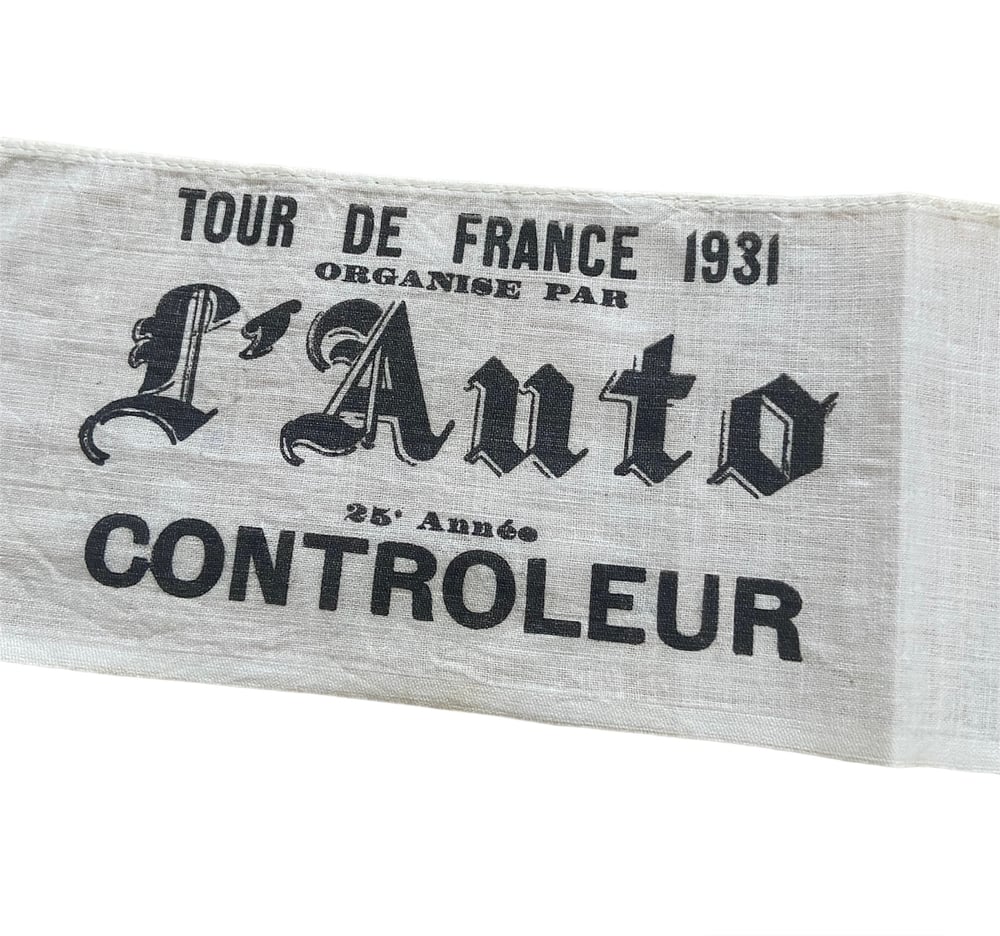 TOUR DE FRANCE 1931
ORGANISE PAR
L'Auto
25e Année
CONTROLEUR